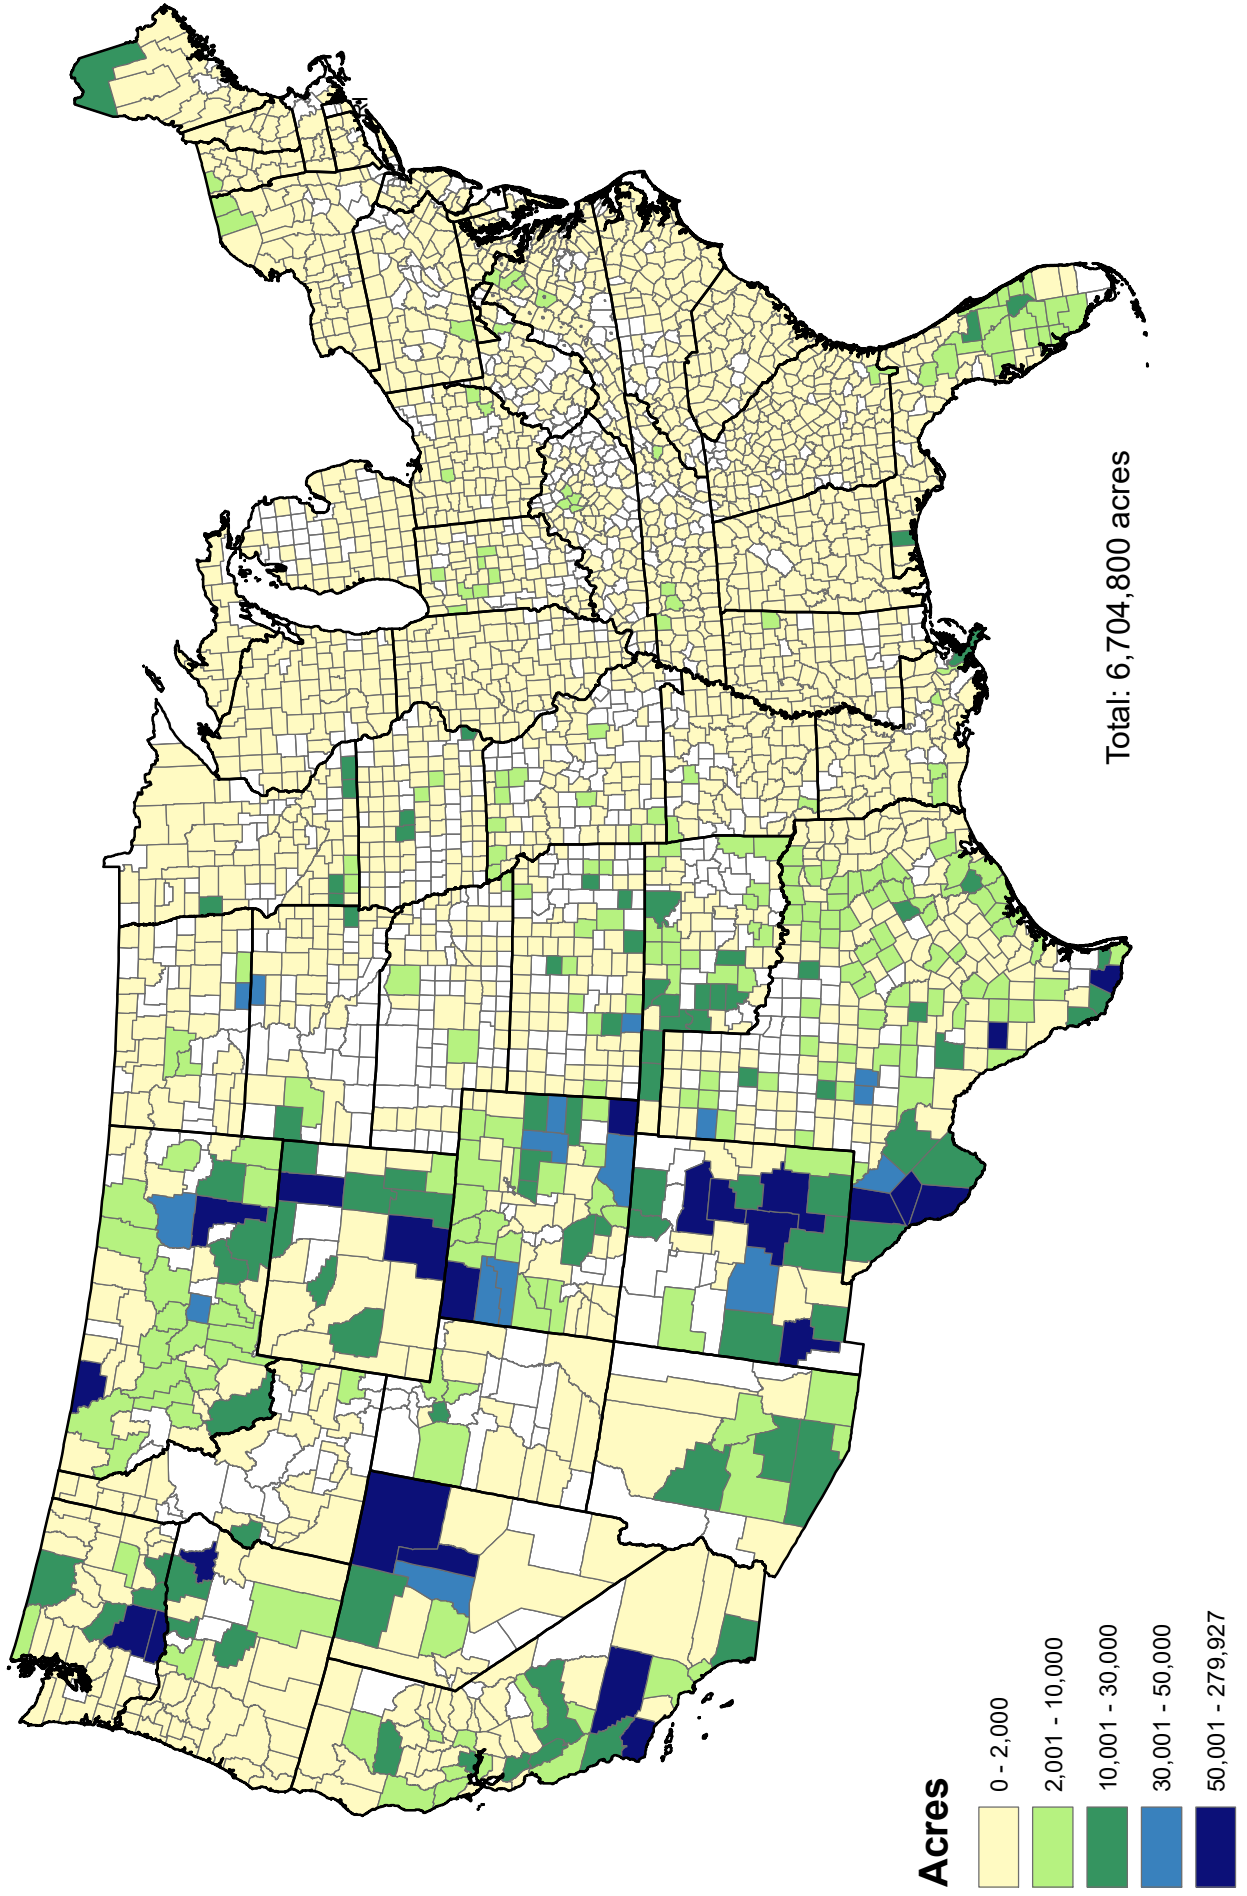 Total: 6,704,800 acres
Acres
0 - 2,000
2,001 - 10,000
10,001 - 30,000
30,001 - 50,000
50,001 - 279,927